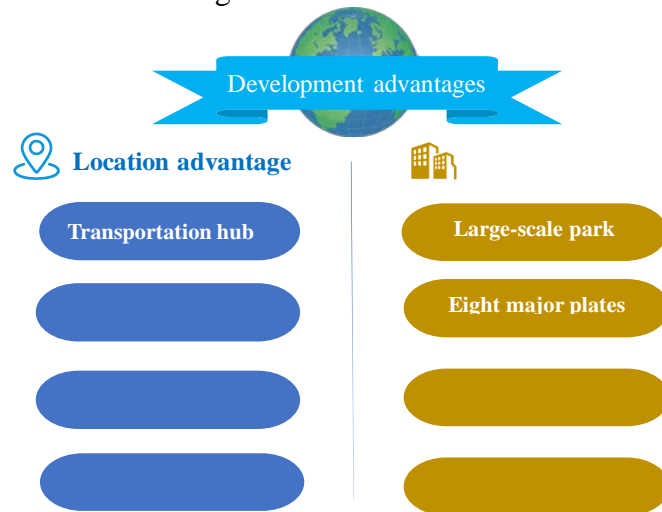 Development advantages
Location advantage
Transportation hub
Large-scale park
Eight major plates